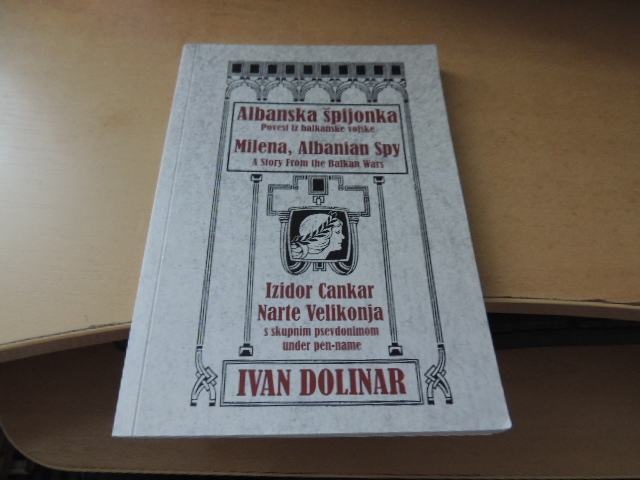 Albanska špijonka
Povest iz balkanske vojske
Milena, Albanian Spy
A Story From the Balkan Wars
Izidor Cankar
Narte Velikonja
s skupnim psevdonimom
under pen-name
IVAN DOLINAR